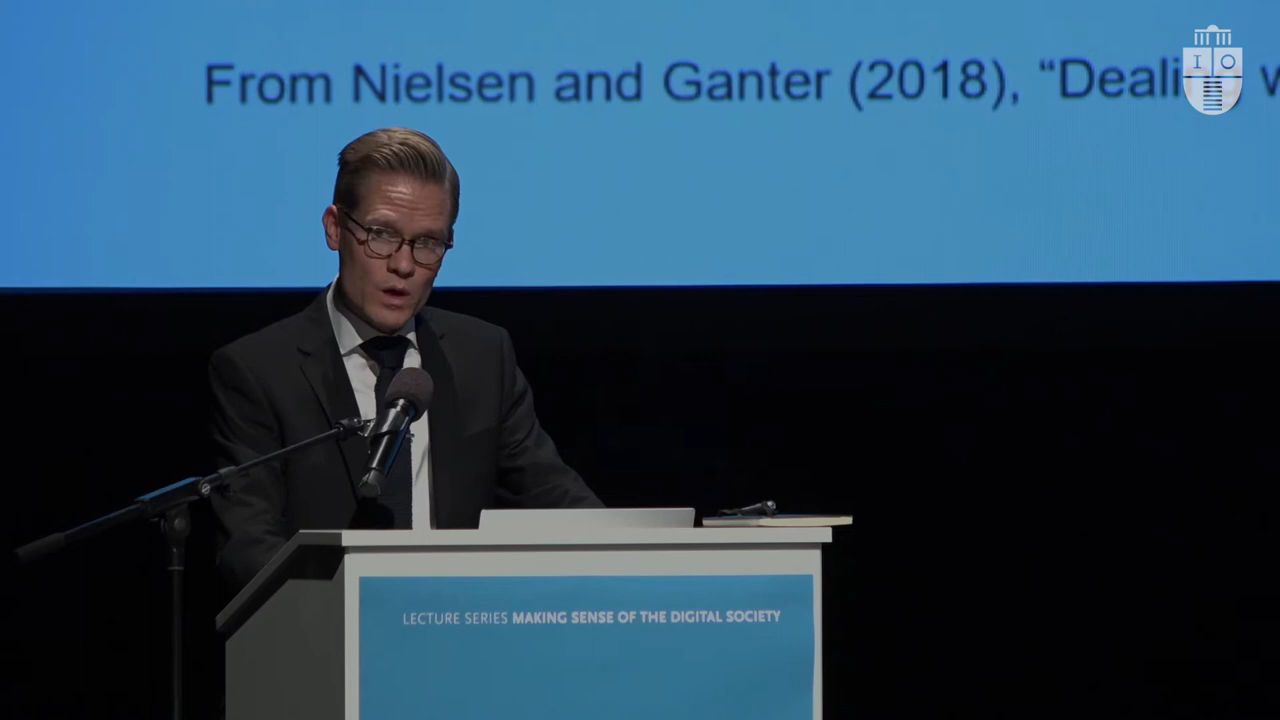 From Nielsen and Ganter (2018), “Deali
I O
LECTURE SERIES MAKING SENSE OF THE DIGITAL SOCIETY